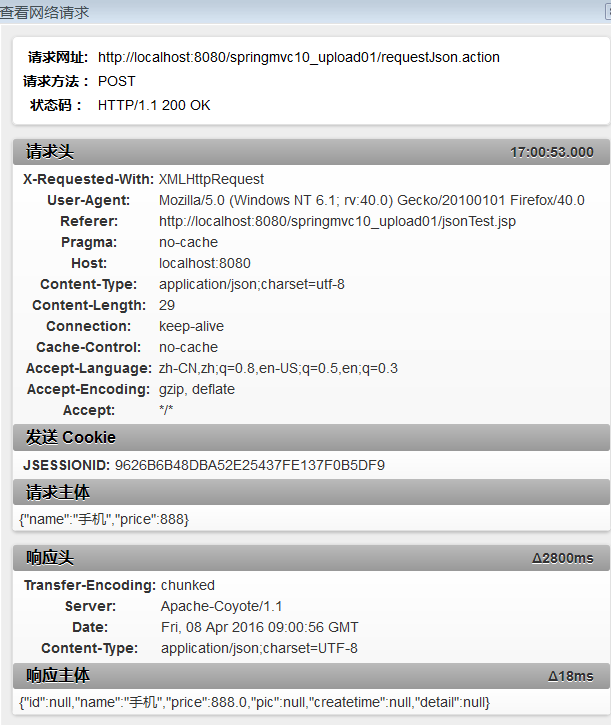 查看网络请求
请求网址: http://localhost:8080/springmvc10_upload01/requestJson.action
请求方法： POST
状态码： HTTP/1.1 200 OK
请求头 17:00:53.000
X-Requested-With: XMLHttpRequest
User-Agent: Mozilla/5.0 (Windows NT 6.1; rv:40.0) Gecko/20100101 Firefox/40.0
Referer: http://localhost:8080/springmvc10_upload01/jsonTest.jsp
Pragma: no-cache
Host: localhost:8080
Content-Type: application/json;charset=utf-8
Content-Length: 29
Connection: keep-alive
Cache-Control: no-cache
Accept-Language: zh-CN,zh;q=0.8,en-US;q=0.5,en;q=0.3
Accept-Encoding: gzip, deflate
Accept: */*
发送 Cookie
JSESSIONID: 9626B6B48DBA52E25437FE137F0B5DF9
请求主体
{"name":"手机","price":888}
响应头 Δ2800ms
Transfer-Encoding: chunked
Server: Apache-Coyote/1.1
Date: Fri, 08 Apr 2016 09:00:56 GMT
Content-Type: application/json;charset=UTF-8
响应主体 Δ18ms
{"id":null,"name":"手机","price":888.0,"pic":null,"createtime":null,"detail":null}